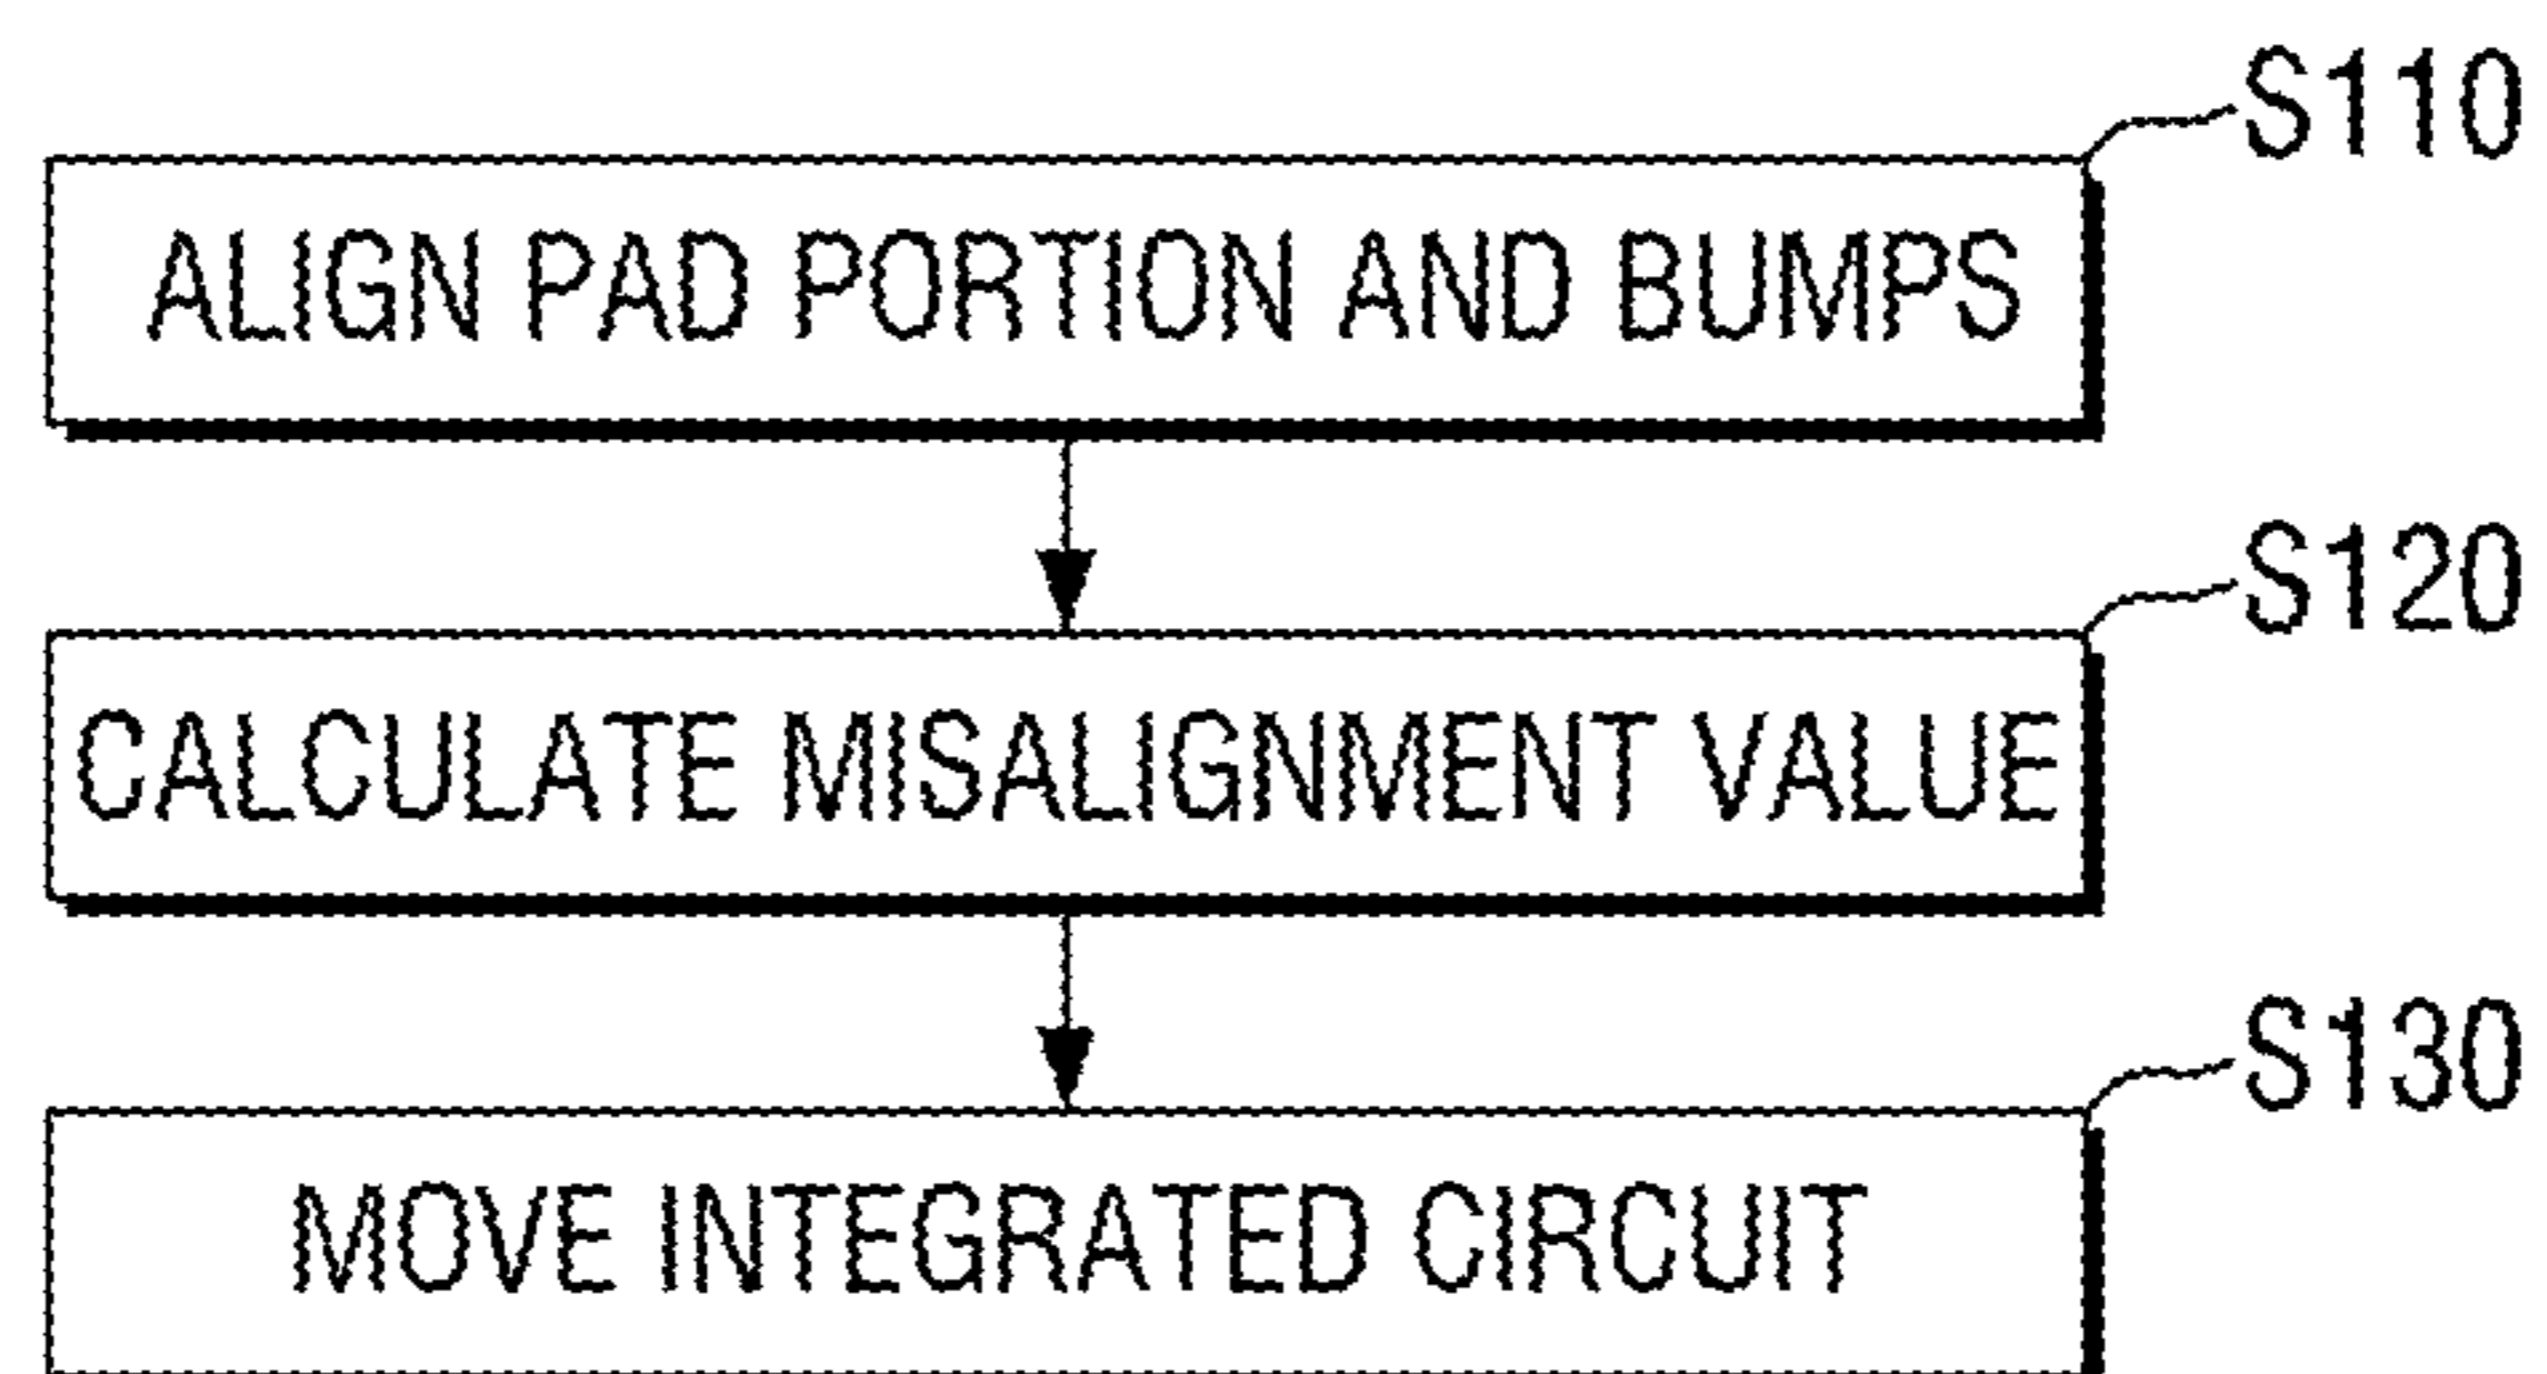 S110
ALIGN PAD PORTION AND BUMPS
S120
CALCULATE MISALIGNMENT VALUE
S130
MOVE INTEGRATED CIRCUIT